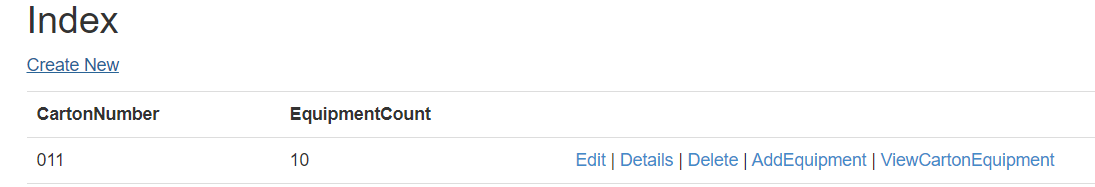 Index
Create New
CartonNumber EquipmentCount
011 10 Edit | Details | Delete | AddEquipment | ViewCartonEquipment